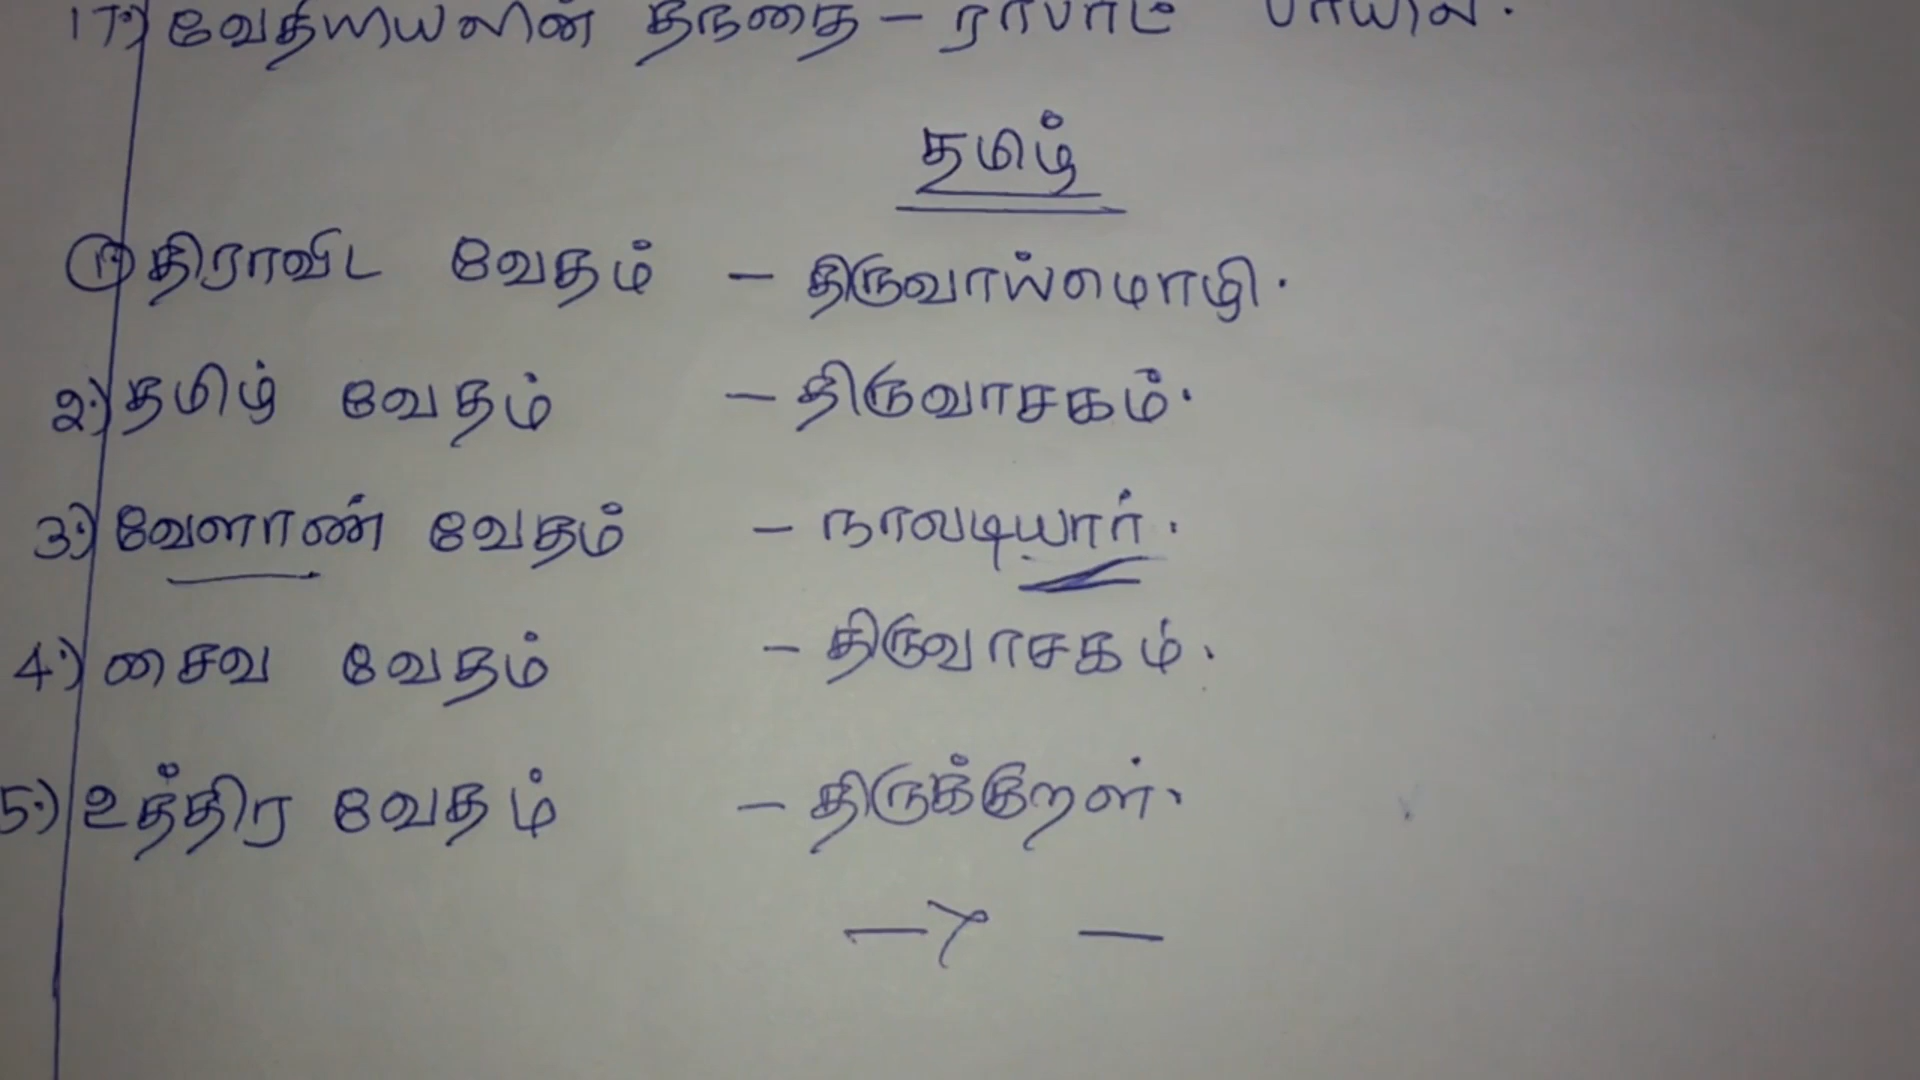 17.) வேதியியலின் தந்தை - ராபர்ட் பாயில்.
தமிழ்
1.) திராவிட வேதம் - திருவாய்மொழி.
2.) தமிழ் வேதம் - திருவாசகம்.
3.) வேளாண் வேதம் - நாலடியார்.
4.) சைவ வேதம் - திருவாசகம்.
5.) உத்திர வேதம் - திருக்குறள்.